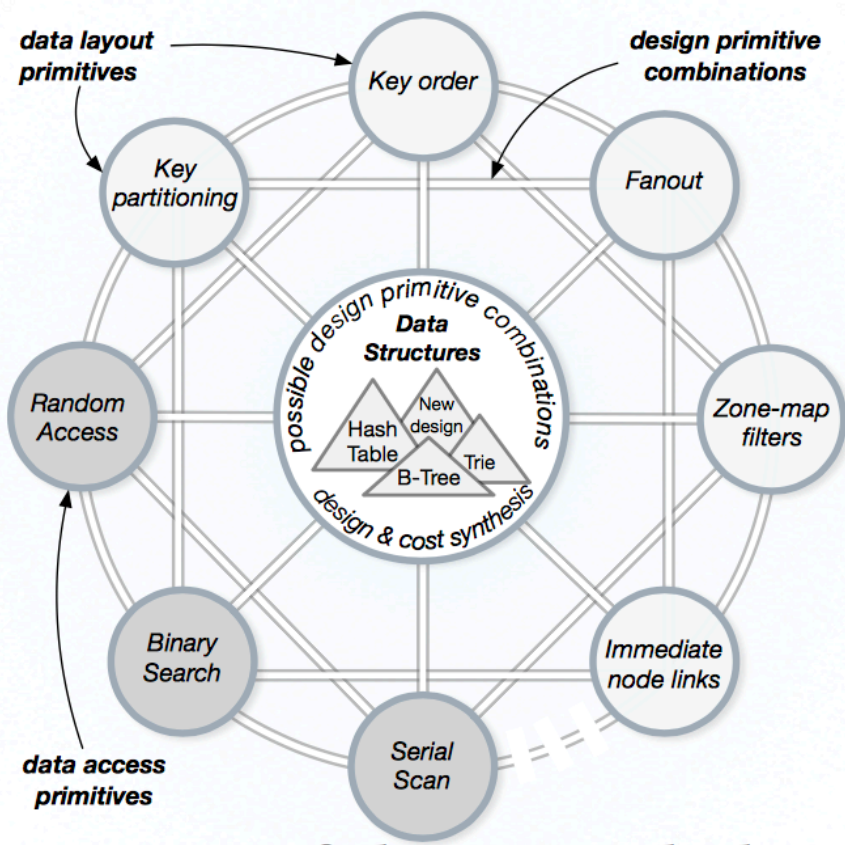 data layout
primitives
design primitive
combinations
Key order
Key
partitioning
Fanout
possible design primitive combinations
Data
Structures
New
design
Hash
Table
Trie
B-Tree
design & cost synthesis
Random
Access
Zone-map
filters
Binary
Search
Immediate
node links
Serial
Scan
data access
primitives